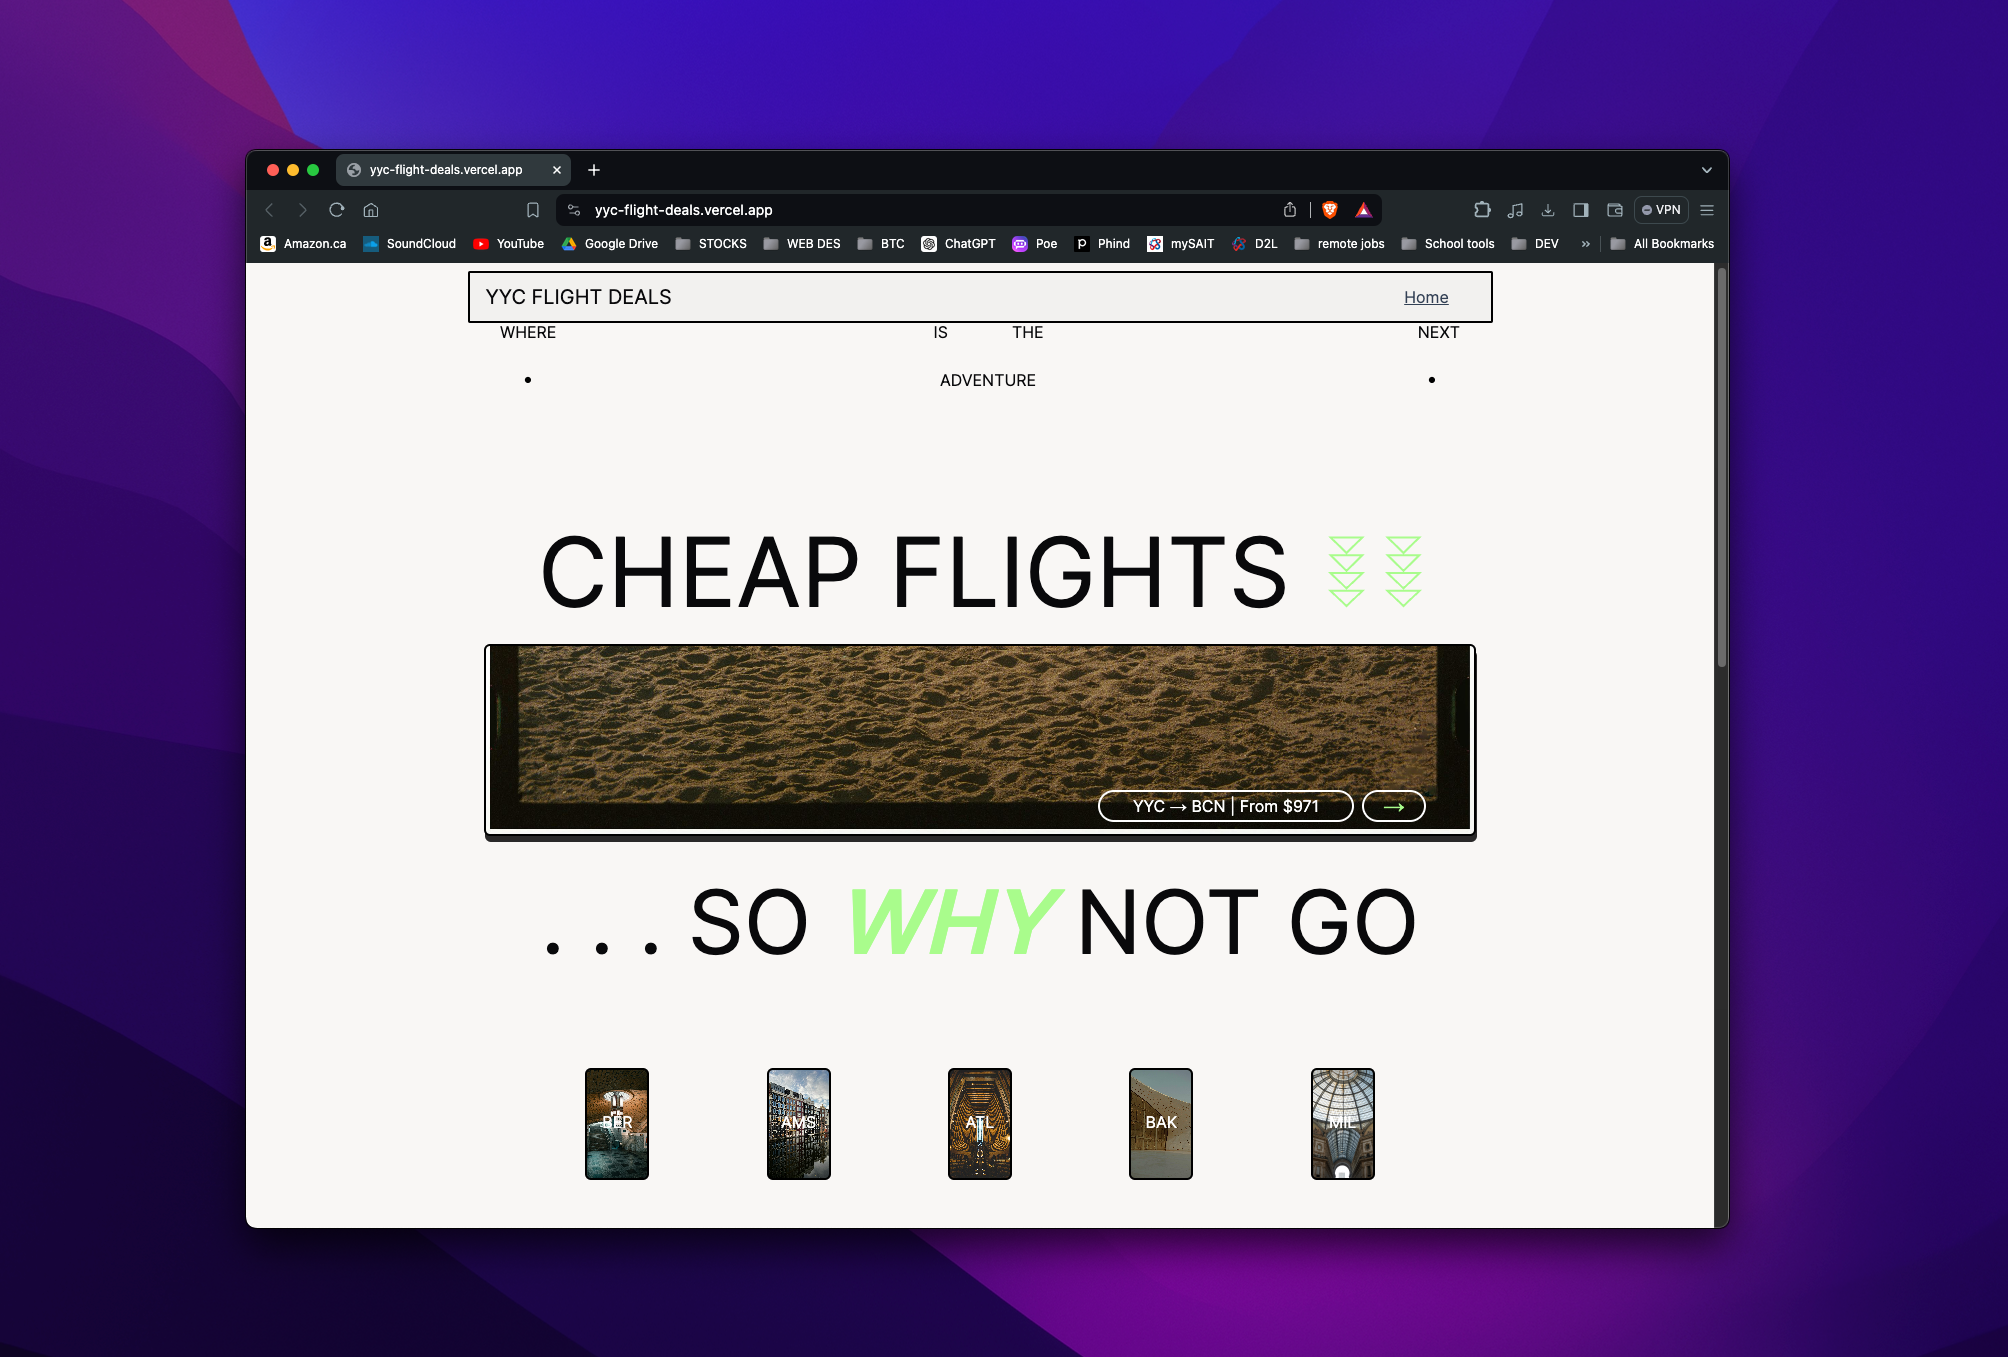 yyc-flight-deals.vercel.app
yyc-flight-deals.vercel.app
VPN
Amazon.ca SoundCloud YouTube Google Drive STOCKS WEB DES BTC ChatGPT Poe Phind mySAIT D2L remote jobs School tools DEV » All Bookmarks
YYC FLIGHT DEALS Home
WHERE IS THE NEXT
• ADVENTURE •
CHEAP FLIGHTS
YYC → BCN | From $971 →
. . . SO WHY NOT GO
BER AMS ATL BAK MIL